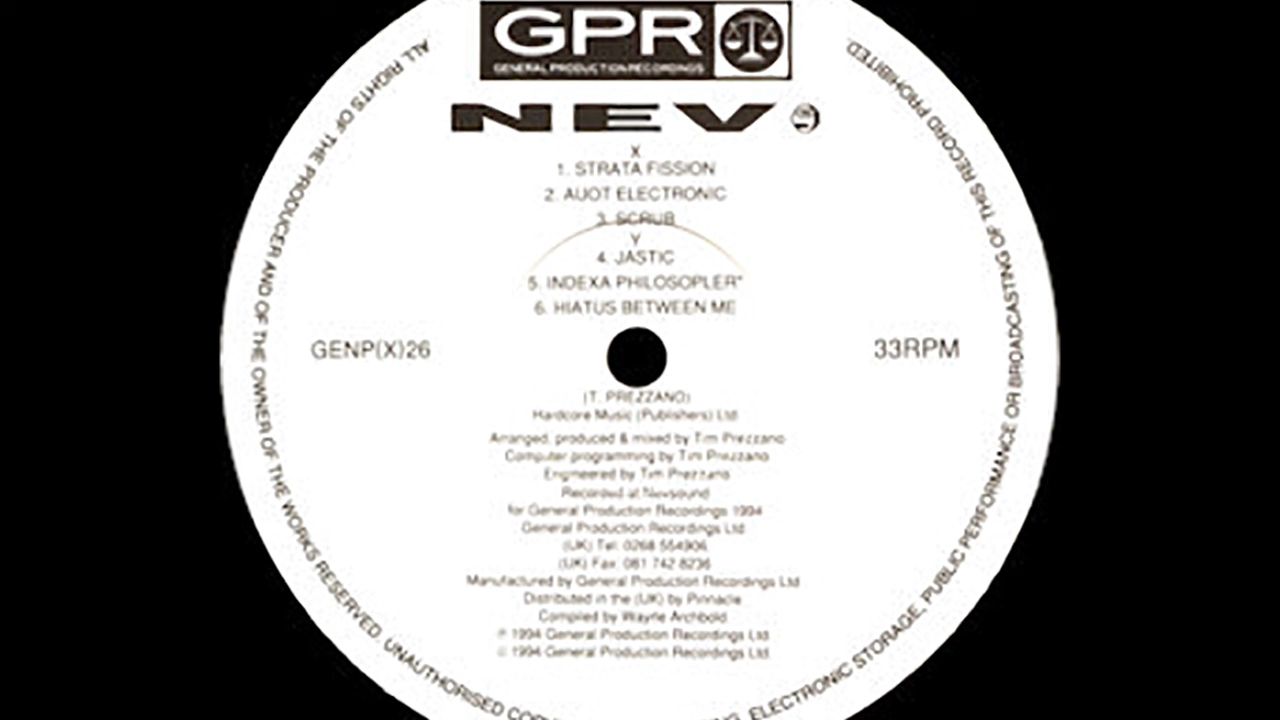 GPR
GENERAL PRODUCTION RECORDINGS
NEV
X
1. STRATA FISSION
2. AUOT ELECTRONIC
3. SCRUB
Y
4. JASTIC
5. INDEXA PHILOSOPLER"
6. HIATUS BETWEEN ME
GENP(X)26
33RPM
(T. PREZZANO)
Hardcore Music (Publishers) Ltd
Arranged, produced & mixed by Tim Prezzano
Computer programming by Tim Prezzano
Engineered by Tim Prezzano
Recorded at Nevsound
for General Production Recordings 1994
General Production Recordings Ltd
(UK) Tel: 0268 554906
(UK) Fax: 081 742 8236
Manufactured by General Production Recordings Ltd
Distributed in the (UK) by Pinnacle
Compiled by Wayne Archbold
℗ 1994 General Production Recordings Ltd
© 1994 General Production Recordings Ltd
ALL RIGHTS OF THE PRODUCER AND OF THE OWNER OF THE WORKS RESERVED. UNAUTHORISED ELECTRONIC STORAGE, PUBLIC PERFORMANCE OR BROADCASTING OF THIS RECORD PROHIBITED.